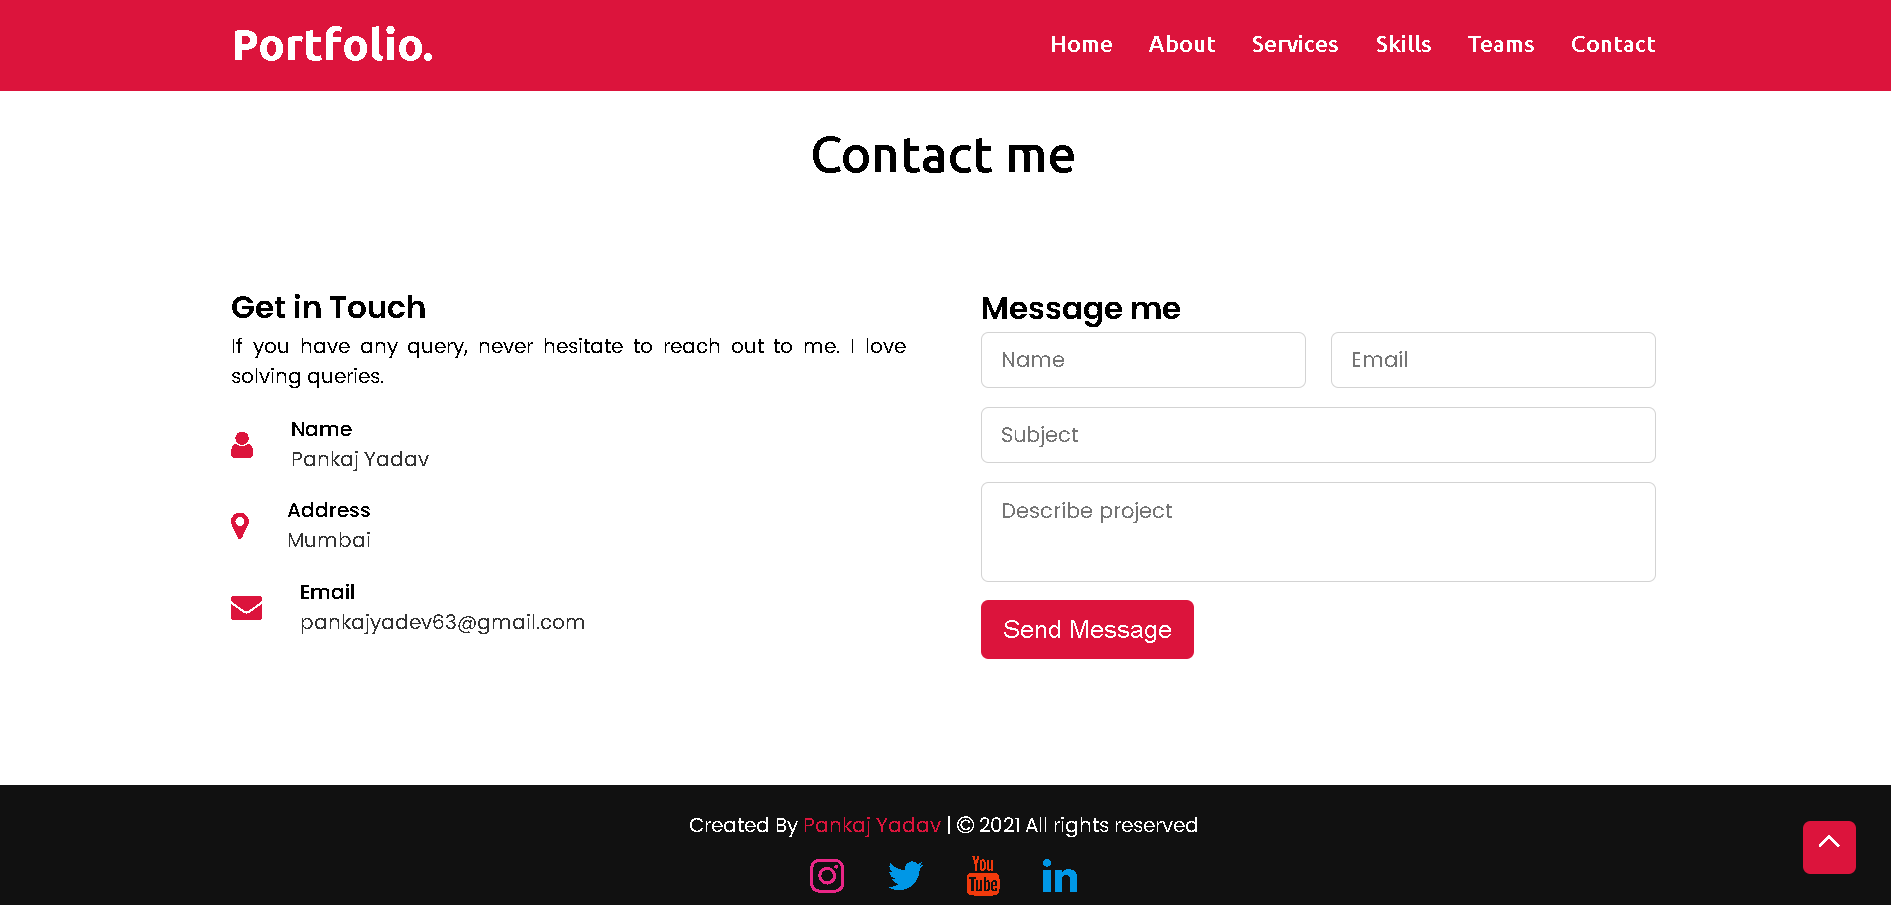 Portfolio.
Home About Services Skills Teams Contact
Contact me
Get in Touch
If you have any query, never hesitate to reach out to me. I love
solving queries.
Name
Pankaj Yadav
Address
Mumbai
Email
pankajyadev63@gmail.com
Message me
Name Email
Subject
Describe project
Send Message
Created By Pankaj Yadav | © 2021 All rights reserved
You
Tube
in